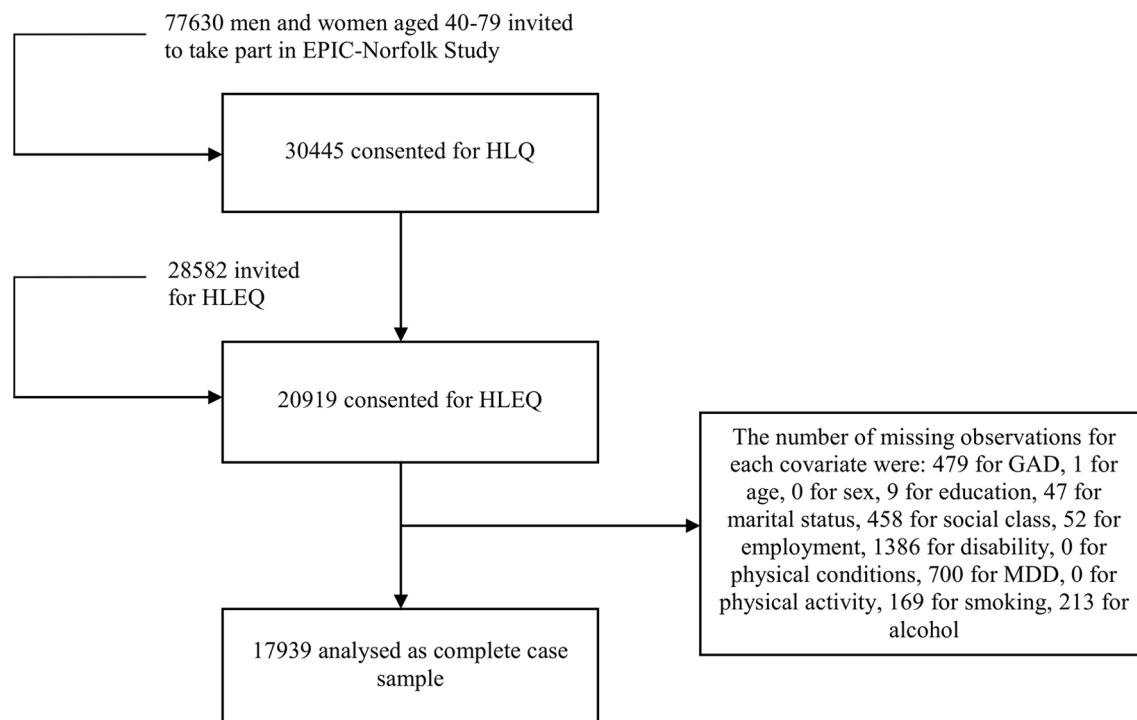 77630 men and women aged 40-79 invited
to take part in EPIC-Norfolk Study
30445 consented for HLQ
28582 invited
for HLEQ
20919 consented for HLEQ
The number of missing observations for
each covariate were: 479 for GAD, 1 for
age, 0 for sex, 9 for education, 47 for
marital status, 458 for social class, 52 for
employment, 1386 for disability, 0 for
physical conditions, 700 for MDD, 0 for
physical activity, 169 for smoking, 213 for
alcohol
17939 analysed as complete case
sample